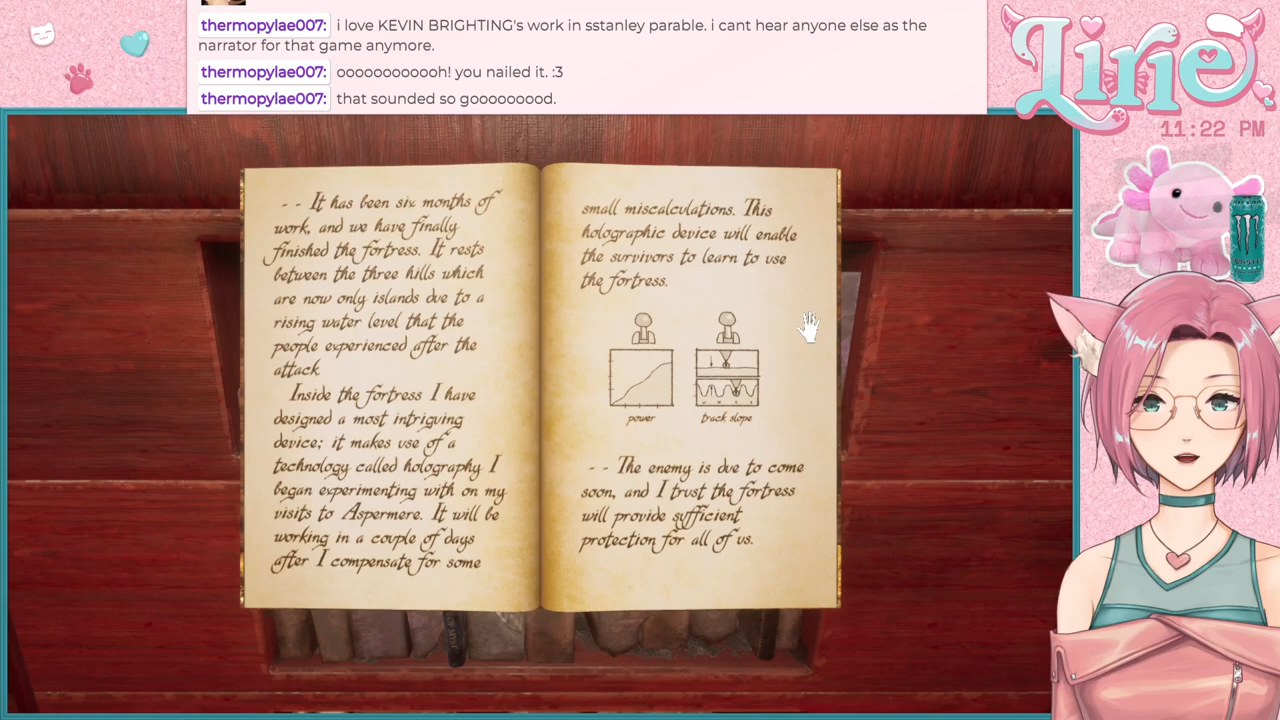 thermopylae007: i love KEVIN BRIGHTING's work in sstanley parable. i cant hear anyone else as the
narrator for that game anymore.
thermopylae007: oooooooooooh! you nailed it. :3
thermopylae007: that sounded so gooooooood.
Lirie
11:22 PM
- - It has been six months of
work, and we have finally
finished the fortress. It rests
between the three hills which
are now only islands due to a
rising water level that the
people experienced after the
attack.
Inside the fortress I have
designed a most intriguing
device; it makes use of a
technology called holography I
began experimenting with on my
visits to Aspermere. It will be
working in a couple of days
after I compensate for some
small miscalculations. This
holographic device will enable
the survivors to learn to use
the fortress.
power
track slope
- - The enemy is due to come
soon, and I trust the fortress
will provide sufficient
protection for all of us.